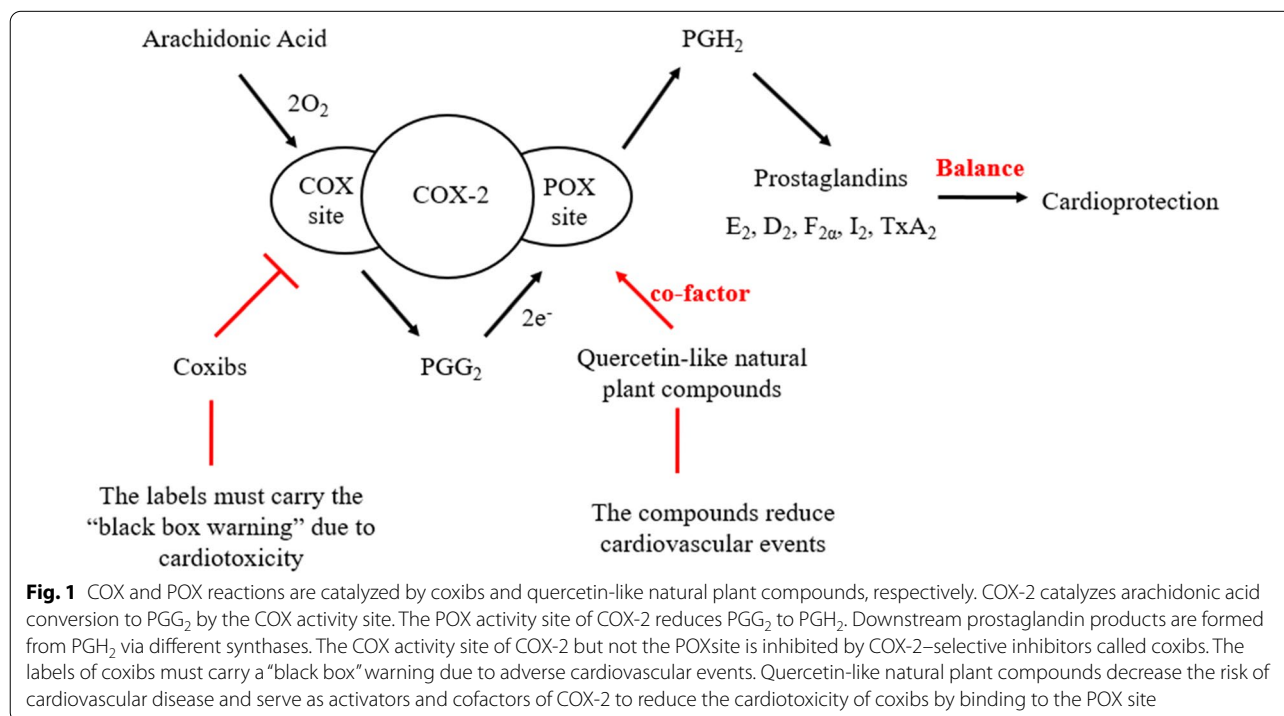 Arachidonic Acid
PGH₂
2O₂
COX
site
COX-2
POX
site
Prostaglandins
E₂, D₂, F₂α, I₂, TxA₂
Balance
Cardioprotection
Coxibs
PGG₂
2e⁻
co-factor
Quercetin-like natural
plant compounds
The labels must carry the
“black box warning” due to
cardiotoxicity
The compounds reduce
cardiovascular events
Fig. 1 COX and POX reactions are catalyzed by coxibs and quercetin-like natural plant compounds, respectively. COX-2 catalyzes arachidonic acid
conversion to PGG₂ by the COX activity site. The POX activity site of COX-2 reduces PGG₂ to PGH₂. Downstream prostaglandin products are formed
from PGH₂ via different synthases. The COX activity site of COX-2 but not the POXsite is inhibited by COX-2–selective inhibitors called coxibs. The
labels of coxibs must carry a “black box” warning due to adverse cardiovascular events. Quercetin-like natural plant compounds decrease the risk of
cardiovascular disease and serve as activators and cofactors of COX-2 to reduce the cardiotoxicity of coxibs by binding to the POX site